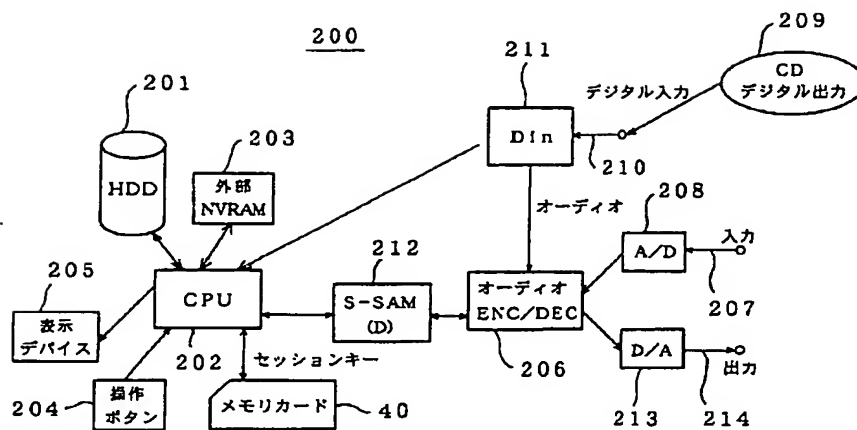 200
209
211
201
CD
デジタル出力
デジタル入力
203
DIn
HDD
外部
NVRAM
210
オーディオ
208
212
入力
A/D
205
CPU
S-SAM
(D)
オーディオ
ENC/DEC
207
表示
デバイス
202
セッションキー
206
D/A
出力
操作
ボタン
204
メモリカード
40
213
214